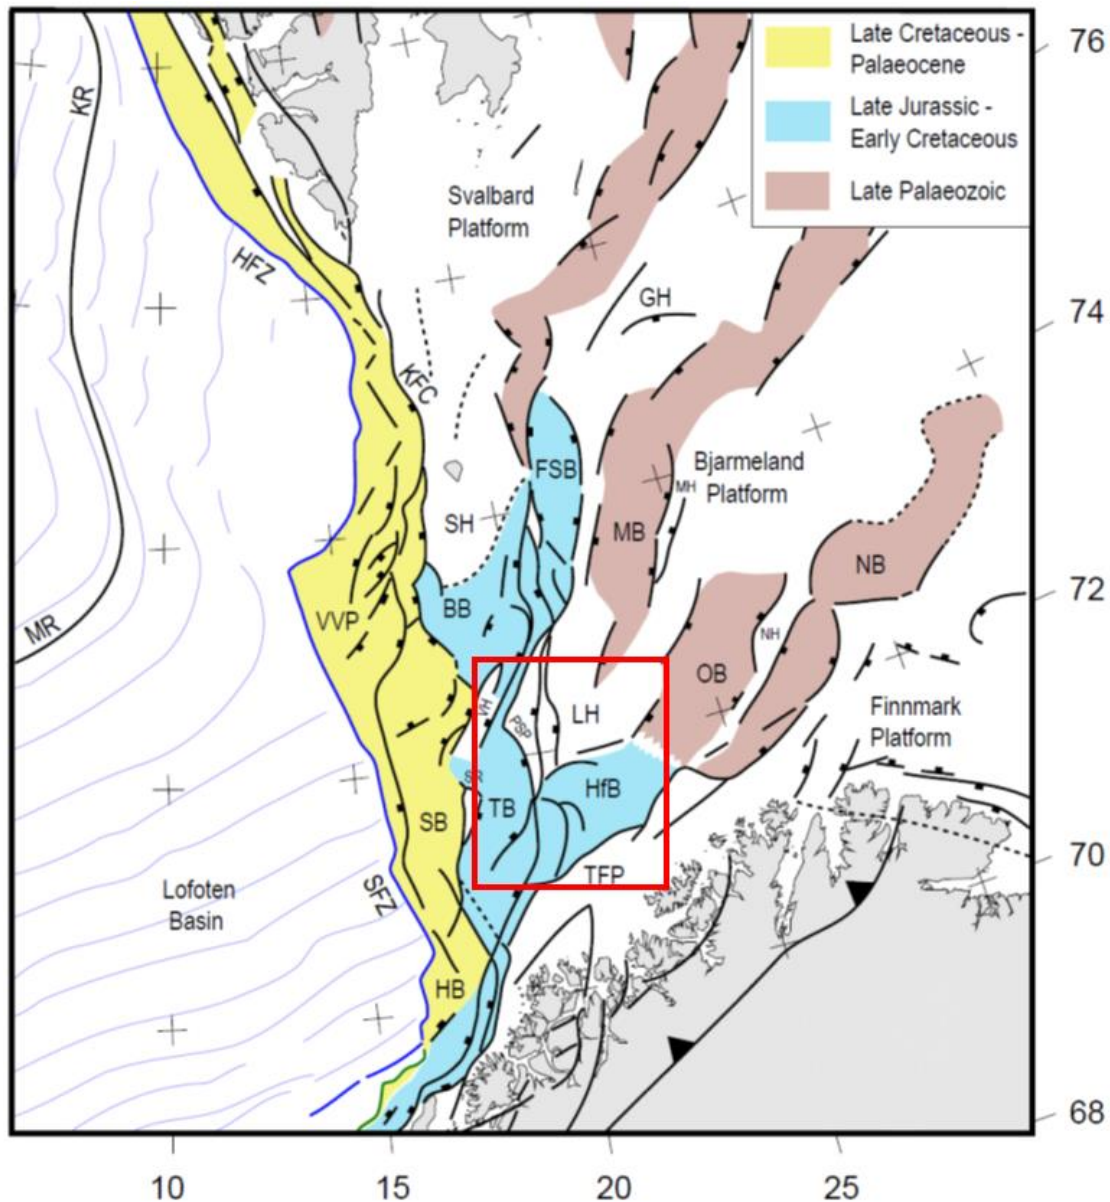 Late Cretaceous -
Palaeocene
Late Jurassic -
Early Cretaceous
Late Palaeozoic
76
KR
Svalbard
Platform
HFZ
GH
74
KFC
FSB
Bjarmeland
Platform
MH
SH
MB
NB
72
BB
VVP
MR
NH
OB
VH
PSP
LH
Finnmark
Platform
SR
HfB
TB
SB
70
TFP
SFZ
Lofoten
Basin
HB
68
10
15
20
25